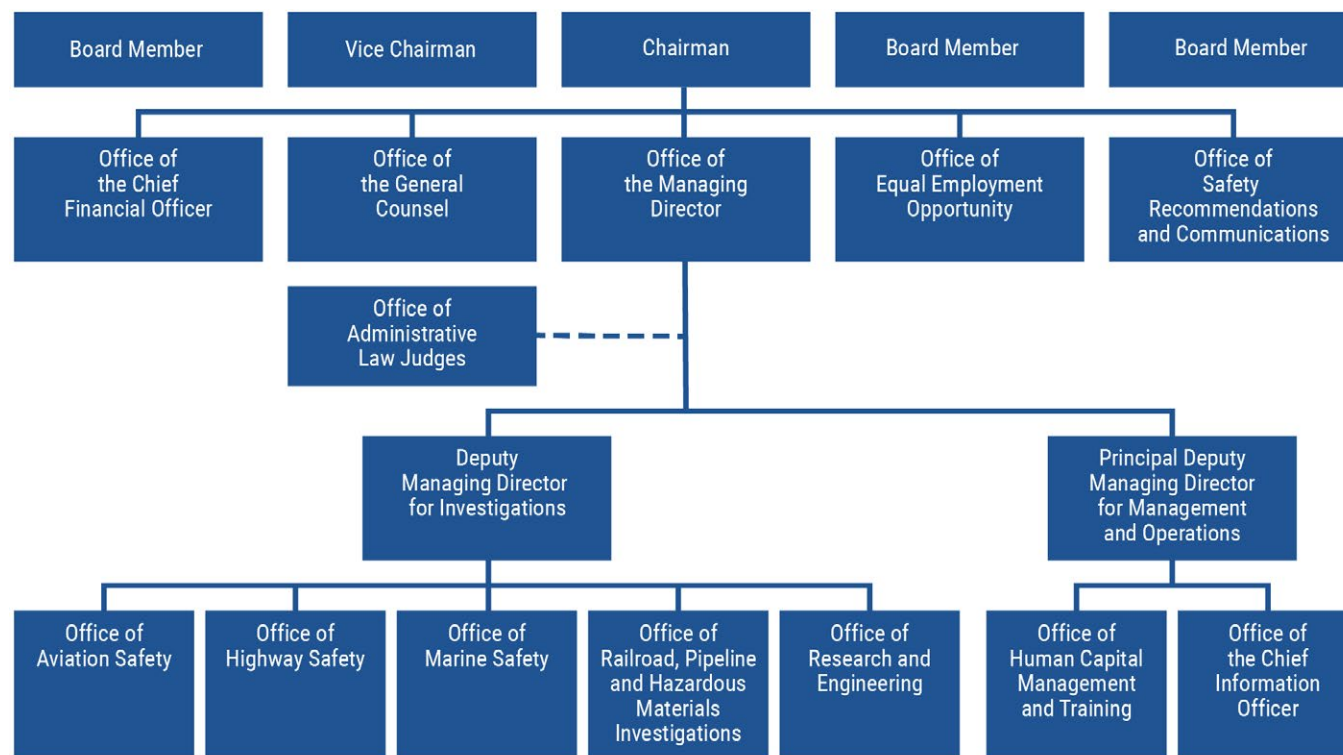 Board Member
Vice Chairman
Chairman
Board Member
Board Member
Office of
the Chief
Financial Officer
Office of
the General
Counsel
Office of
the Managing
Director
Office of
Equal Employment
Opportunity
Office of
Safety
Recommendations
and Communications
Office of
Administrative
Law Judges
Deputy
Managing Director
for Investigations
Principal Deputy
Managing Director
for Management
and Operations
Office of
Aviation Safety
Office of
Highway Safety
Office of
Marine Safety
Office of
Railroad, Pipeline
and Hazardous
Materials
Investigations
Office of
Research and
Engineering
Office of
Human Capital
Management
and Training
Office of
the Chief
Information
Officer